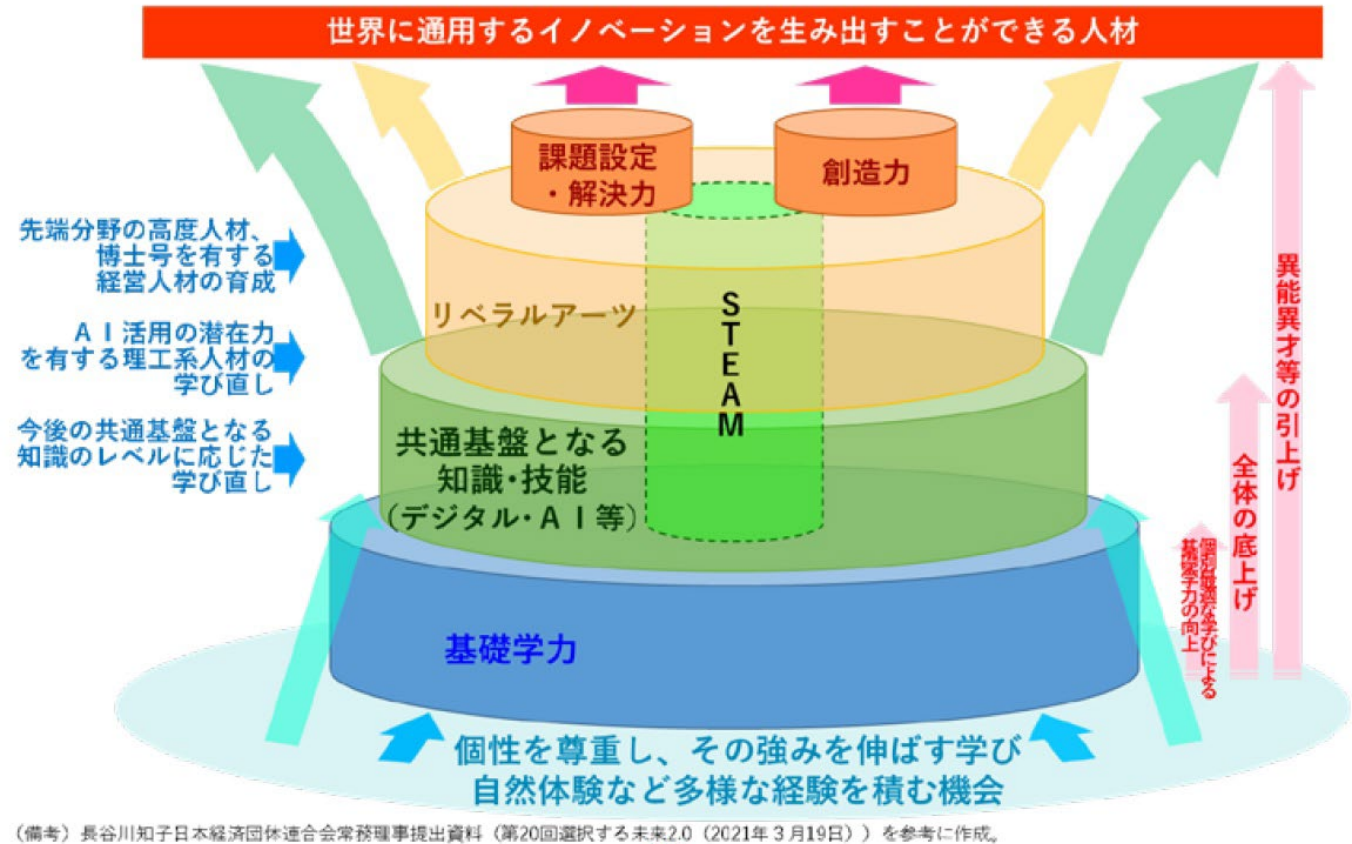 世界に通用するイノベーションを生み出すことができる人材
課題設定
・解決力
創造力
先端分野の高度人材、
博士号を有する
経営人材の育成
リベラルアーツ
STEAM
AI活用の潜在力
を有する理工系人材の
学び直し
今後の共通基盤となる
知識のレベルに応じた
学び直し
共通基盤となる
知識・技能
(デジタル・AI等)
異能異才等の引上げ
全体の底上げ
個別最適な学びによる
基礎学力の向上
基礎学力
個性を尊重し、その強みを伸ばす学び
自然体験など多様な経験を積む機会
(備考)長谷川知子日本経済団体連合会常務理事提出資料(第20回選択する未来2.0(2021年3月19日))を参考に作成。